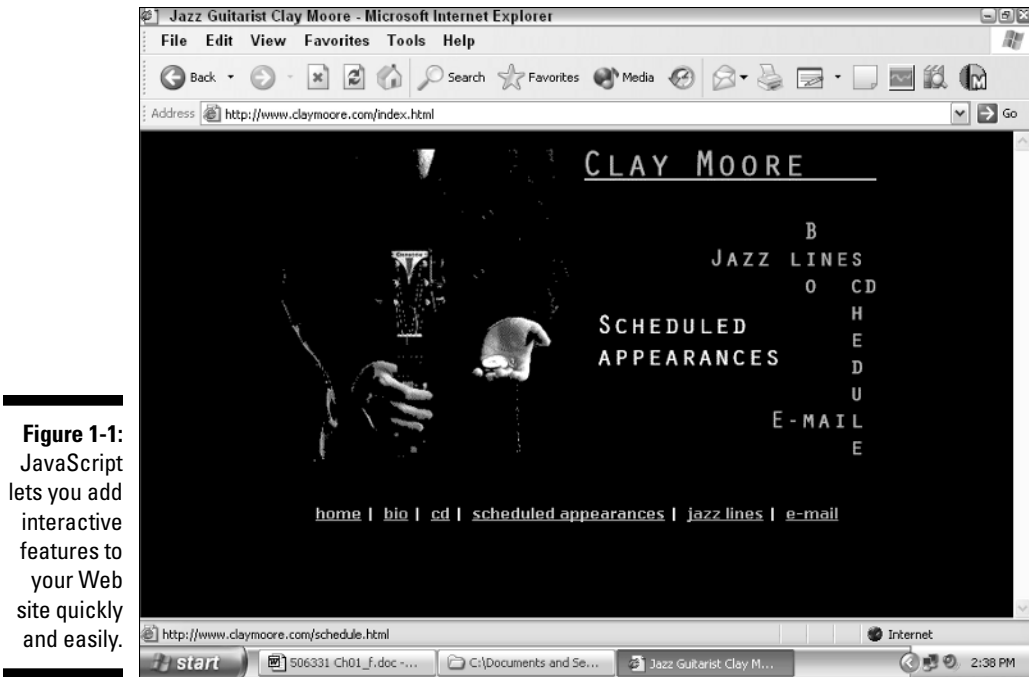 Jazz Guitarist Clay Moore - Microsoft Internet Explorer
File Edit View Favorites Tools Help
Back Search Favorites Media
Address http://www.claymoore.com/index.html Go
CLAY MOORE
B
JAZZ LINES
O CD
H
SCHEDULED
E
APPEARANCES
D
U
E-MAIL
E
home | bio | cd | scheduled appearances | jazz lines | e-mail
Figure 1-1:
JavaScript
lets you add
interactive
features to
your Web
site quickly
and easily.
http://www.claymoore.com/schedule.html Internet
start 506331 Ch01_f.doc -... C:\Documents and Se... Jazz Guitarist Clay M... 2:38 PM